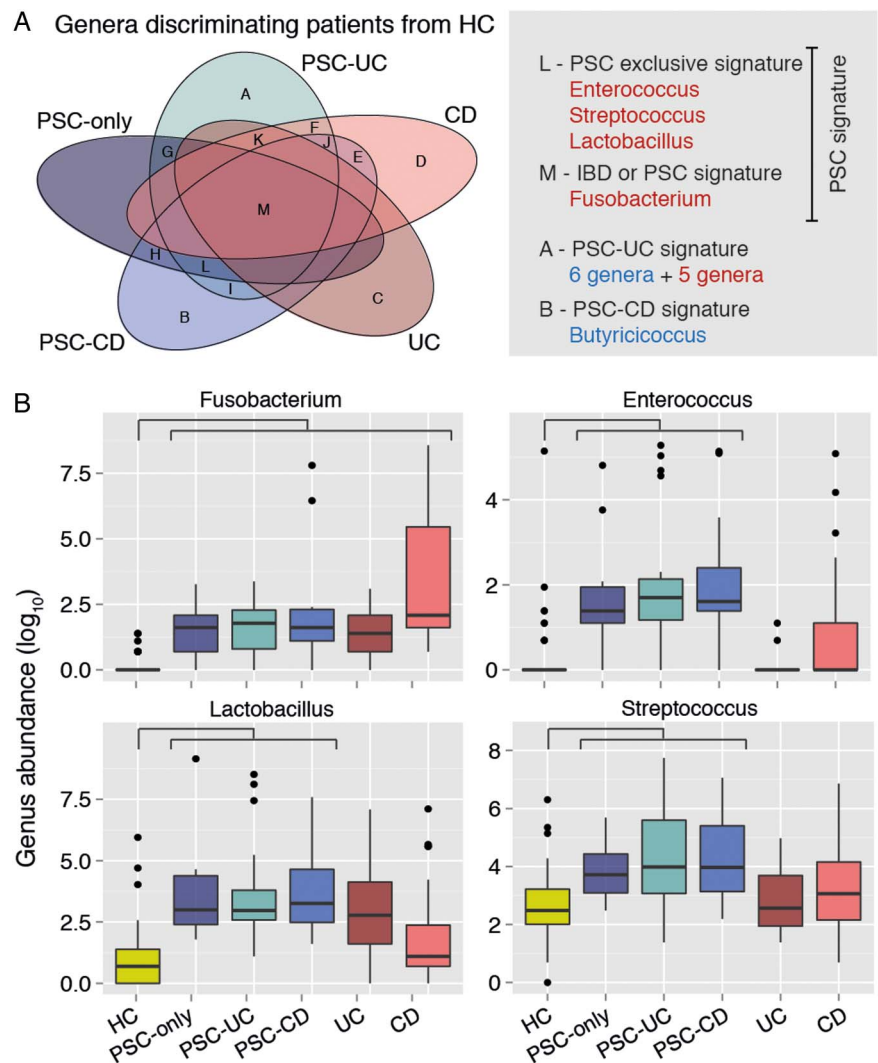 A Genera discriminating patients from HC
PSC-UC
PSC-only
CD
PSC-CD
UC
A
F
K
J
G
E
D
M
H
L
I
B
C
L - PSC exclusive signature
Enterococcus
Streptococcus
Lactobacillus
M - IBD or PSC signature
Fusobacterium
PSC signature
A - PSC-UC signature
6 genera + 5 genera
B - PSC-CD signature
Butyricicoccus
B
Genus abundance (log10)
Fusobacterium
7.5
5.0
2.5
0.0
Enterococcus
4
2
0
Lactobacillus
7.5
5.0
2.5
0.0
HC
PSC-only
PSC-UC
PSC-CD
UC
CD
Streptococcus
8
6
4
2
0
HC
PSC-only
PSC-UC
PSC-CD
UC
CD